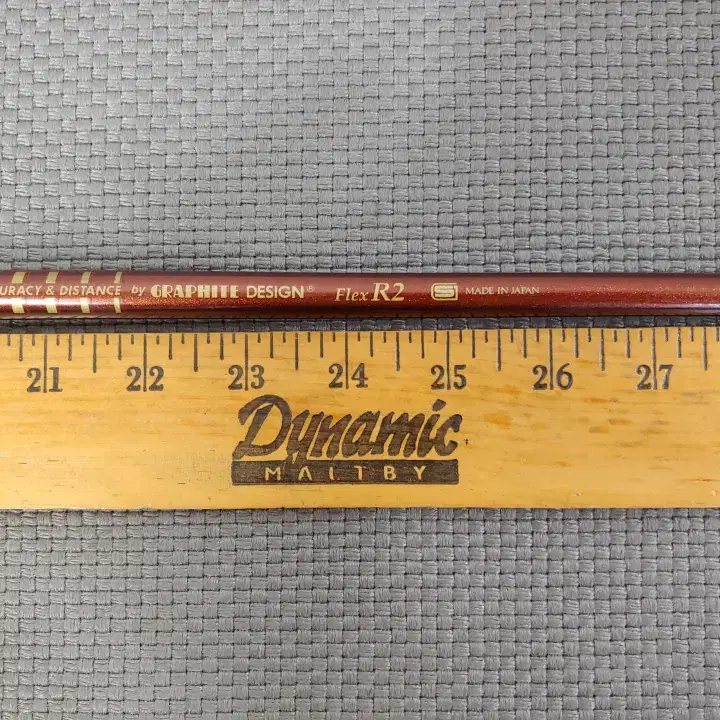 URACY & DISTANCE by GRAPHITE DESIGN® Flex R2 MADE IN JAPAN
21 22 23 24 25 26 27
Dynamic
MALTBY